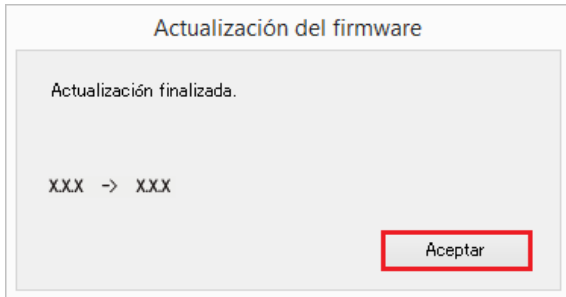 Actualización del firmware
Actualización finalizada.
X.X.X -> X.X.X
Aceptar